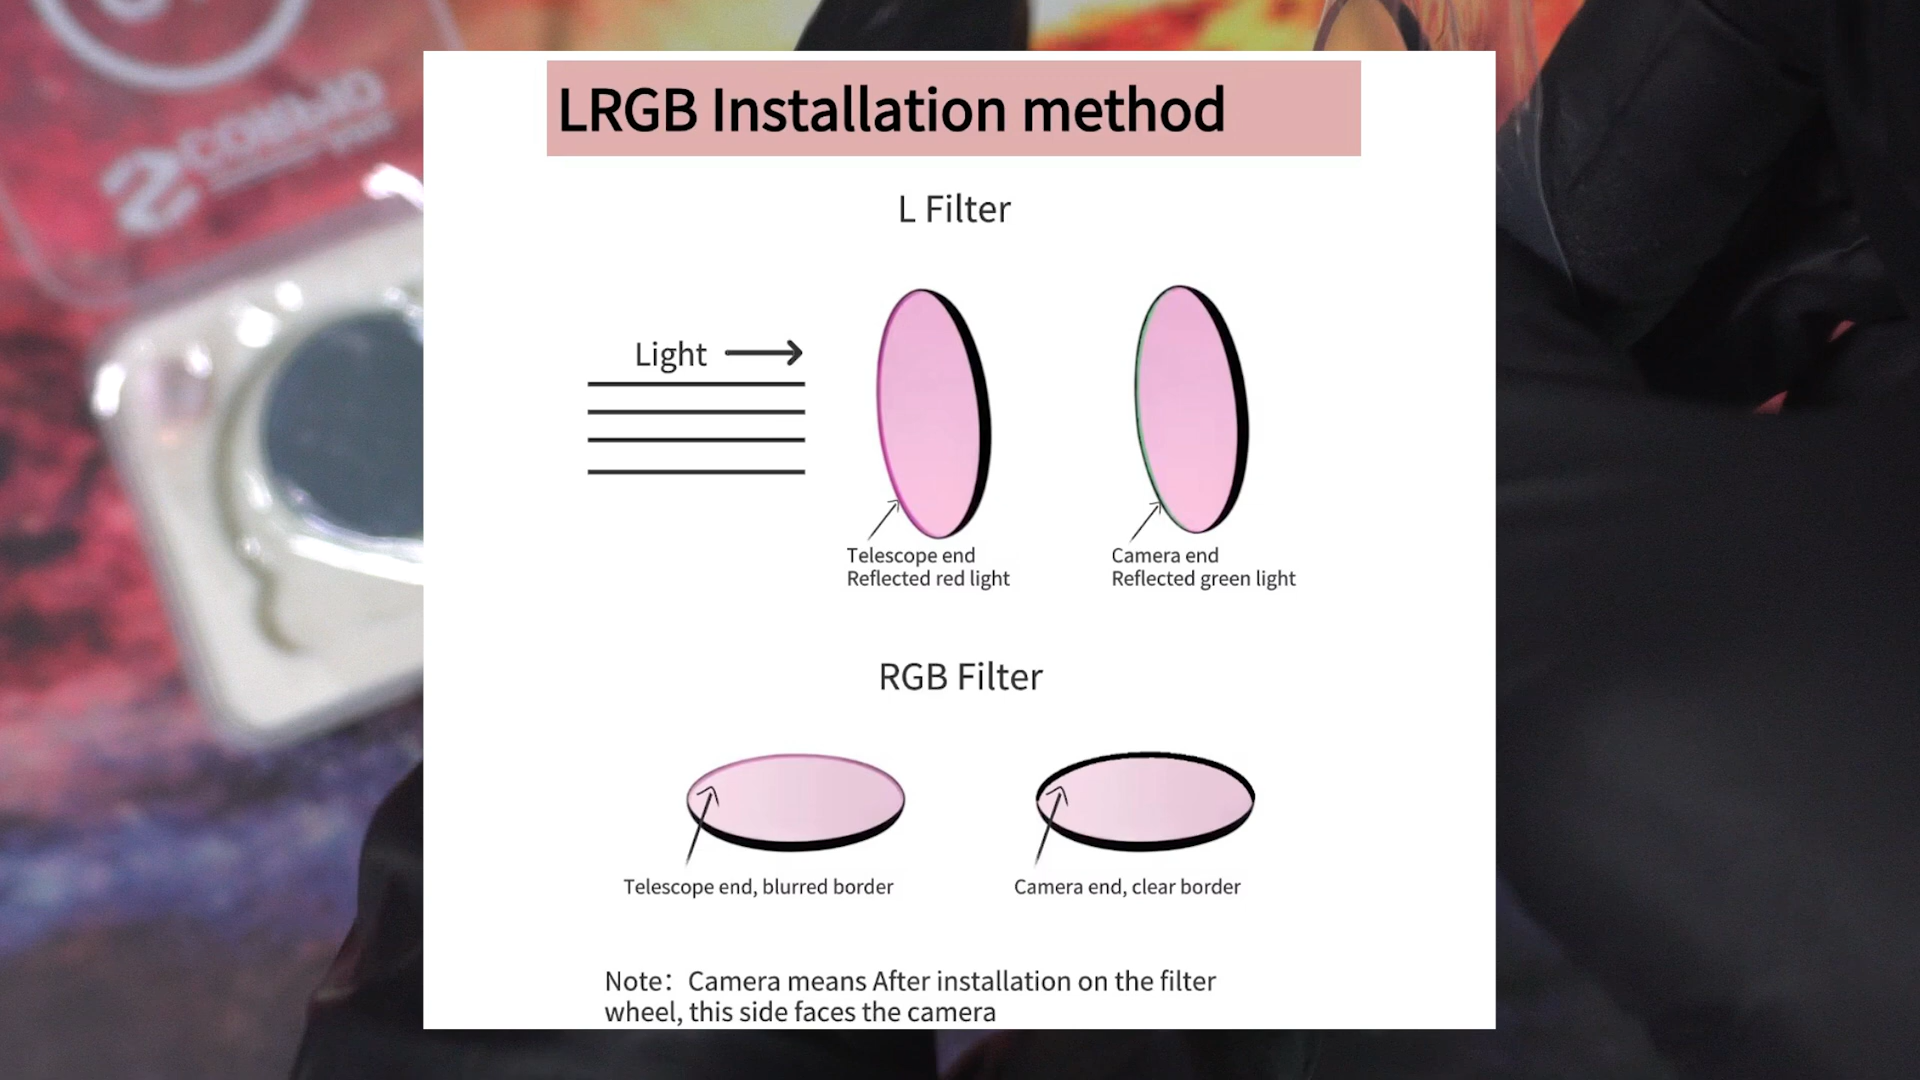 LRGB Installation method
L Filter
Light
Telescope end
Reflected red light
Camera end
Reflected green light
RGB Filter
Telescope end, blurred border
Camera end, clear border
Note： Camera means After installation on the filter
wheel, this side faces the camera